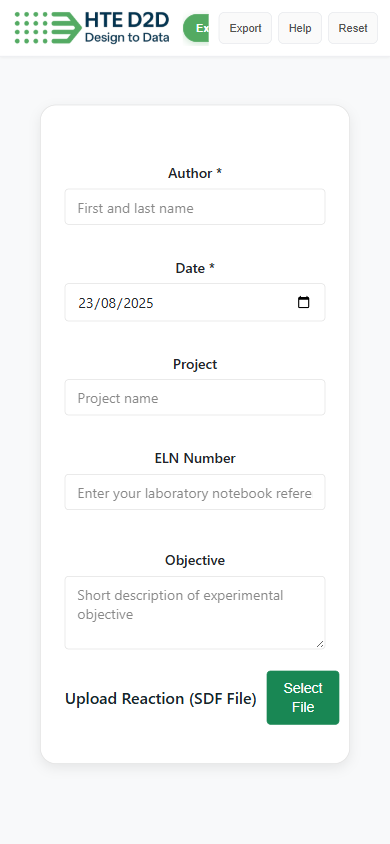 HTE D2D
Design to Data
Ex
Export
Help
Reset
Author *
First and last name
Date *
23/08/2025
Project
Project name
ELN Number
Enter your laboratory notebook refere
Objective
Short description of experimental
objective
Upload Reaction (SDF File)
Select
File